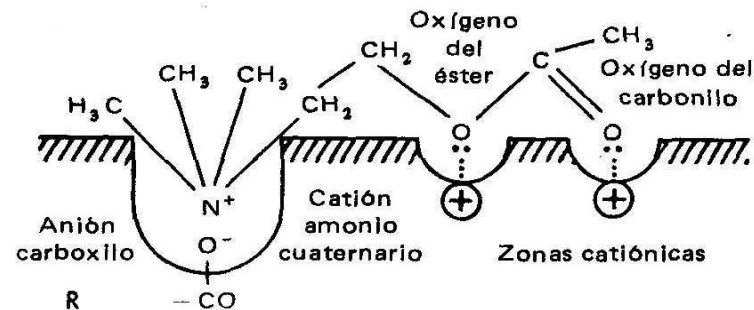 Oxígeno
del
éster
CH₃
CH₂
CH₃
CH₃
H₃C
CH₂
C
Oxígeno del
carbonilo
O
O
N⁺
Anión
carboxilo
Catión
amonio
cuaternario
O⁻
+
+
Zonas catiónicas
R
– CO